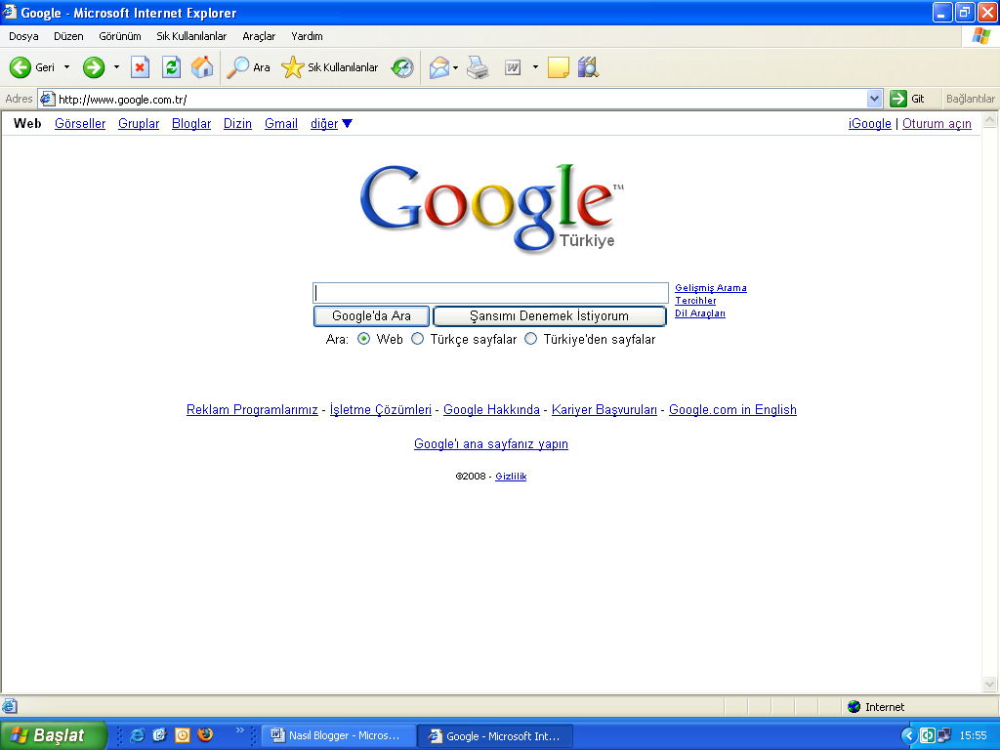 Google - Microsoft Internet Explorer
Dosya Düzen Görünüm Sık Kullanılanlar Araçlar Yardım
Geri Ara Sık Kullanılanlar
Adres http://www.google.com.tr/ Git Bağlantılar
Web Görseller Gruplar Bloglar Dizin Gmail diğer ▼ iGoogle | Oturum açın
Google™
Türkiye
Gelişmiş Arama
Tercihler
Dil Araçları
Google'da Ara Şansımı Denemek İstiyorum
Ara: Web Türkçe sayfalar Türkiye'den sayfalar
Reklam Programlarımız - İşletme Çözümleri - Google Hakkında - Kariyer Başvuruları - Google.com in English
Google'ı ana sayfanız yapın
©2008 - Gizlilik
Internet
Başlat » Nasıl Blogger - Micros... Google - Microsoft Int... 15:55